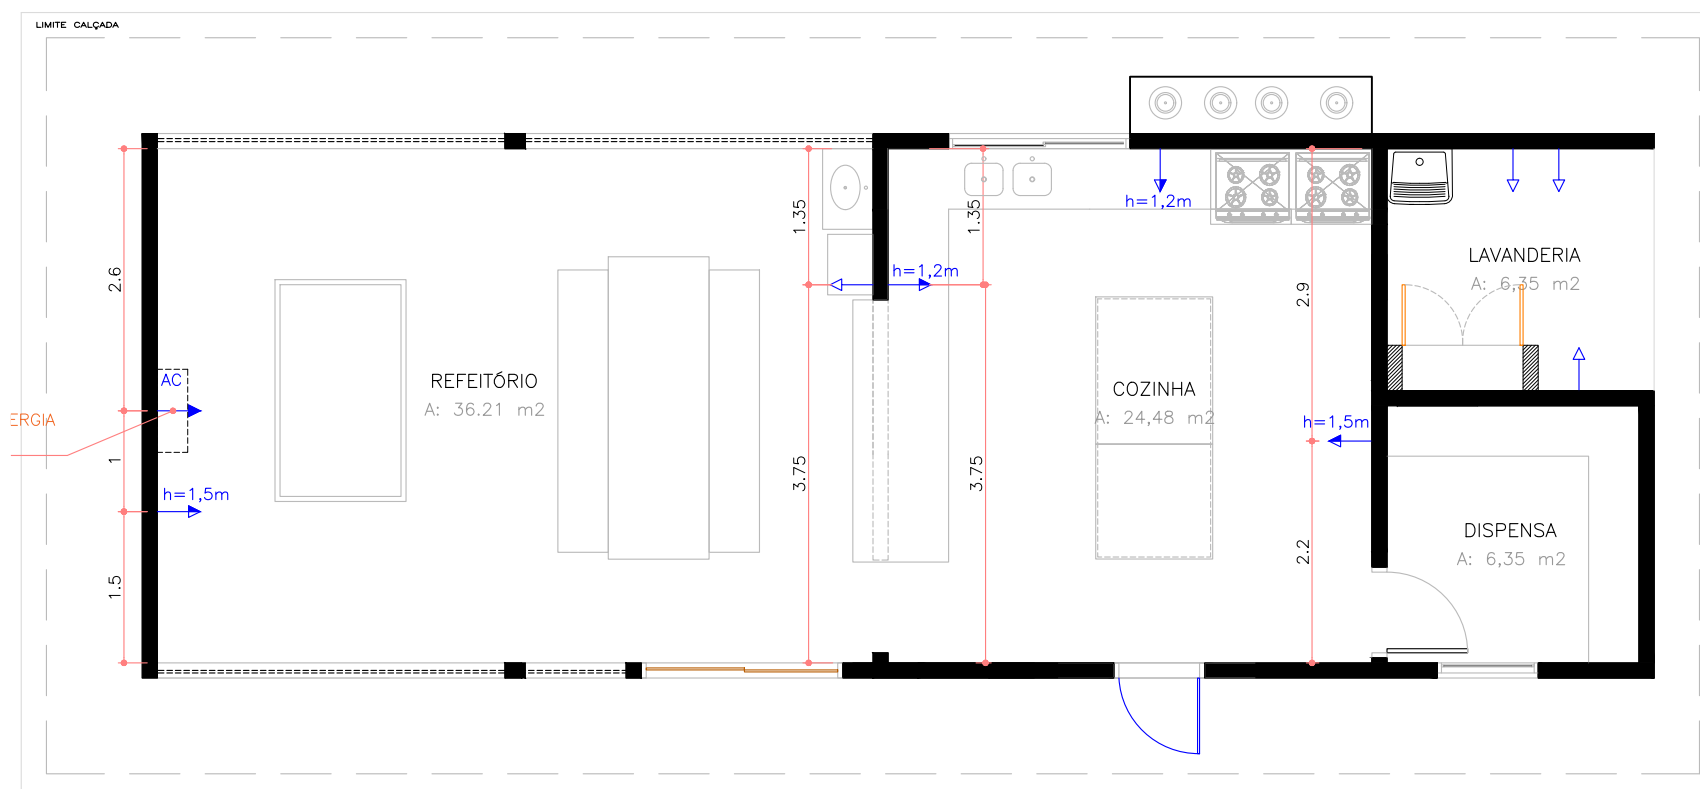 LIMITE CALÇADA
h=1,2m
1.35
1.35
LAVANDERIA
A: 6,35 m2
h=1,2m
2.6
2.9
AC
REFEITÓRIO
A: 36.21 m2
COZINHA
A: 24,48 m2
ERGIA
h=1,5m
1
3.75
3.75
h=1,5m
DISPENSA
A: 6,35 m2
2.2
1.5